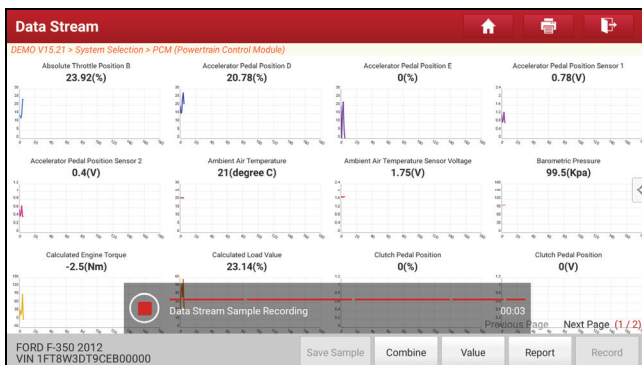 Data Stream
DEMO V15.21 > System Selection > PCM (Powertrain Control Module)
Absolute Throttle Position B
23.92(%)
Accelerator Pedal Position D
20.78(%)
Accelerator Pedal Position E
0(%)
Accelerator Pedal Position Sensor 1
0.78(V)
Accelerator Pedal Position Sensor 2
0.4(V)
Ambient Air Temperature
21(degree C)
Ambient Air Temperature Sensor Voltage
1.75(V)
Barometric Pressure
99.5(Kpa)
Calculated Engine Torque
-2.5(Nm)
Calculated Load Value
23.14(%)
Clutch Pedal Position
0(%)
Clutch Pedal Position
0(V)
Data Stream Sample Recording
00:03
Previous Page Next Page (1 / 2)
FORD F-350 2012
VIN 1FT8W3DT9CEB00000
Save Sample
Combine
Value
Report
Record